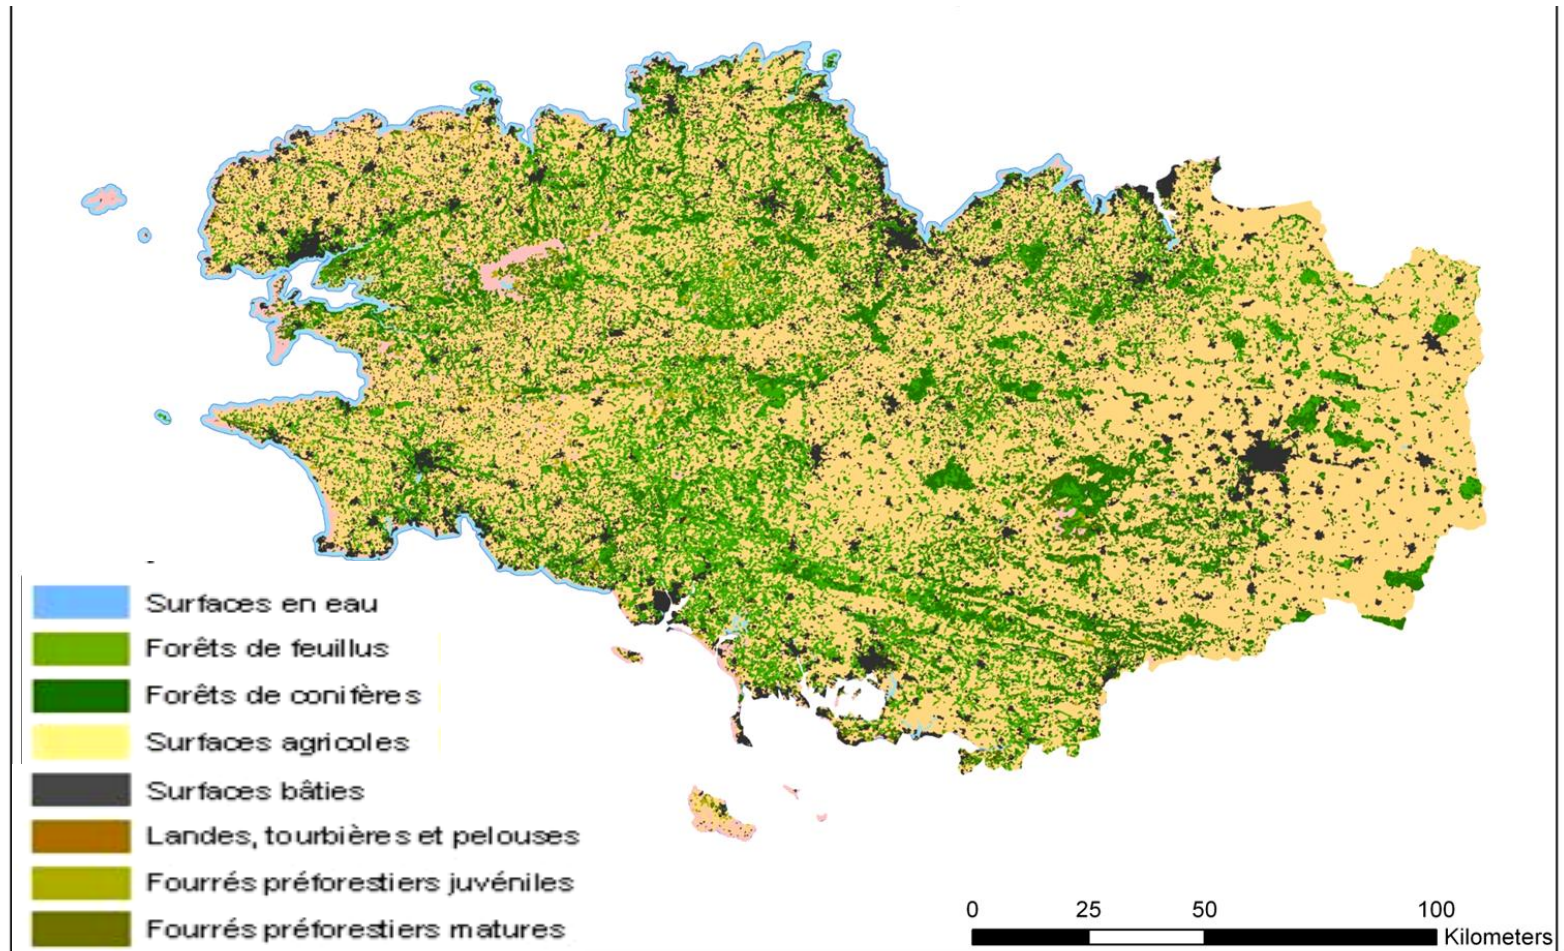 Surfaces en eau
Forêts de feuillus
Forêts de conifères
Surfaces agricoles
Surfaces bâties
Landes, tourbières et pelouses
Fourrés préforestiers juvéniles
Fourrés préforestiers matures
0 25 50 100
Kilometers